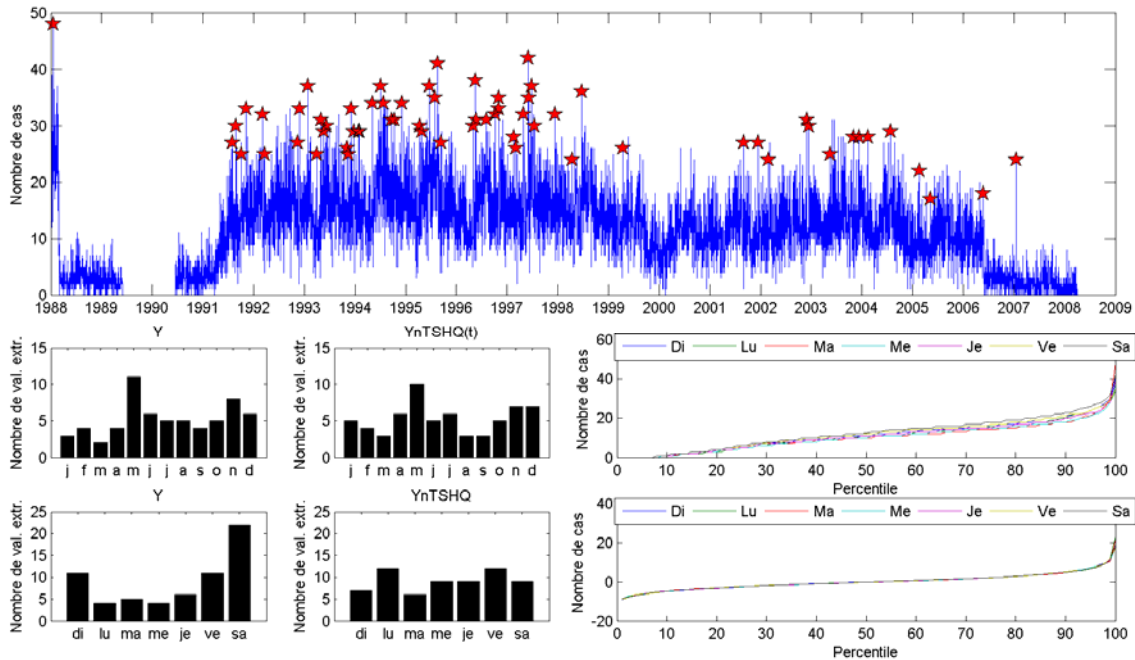 50
40
30
20
10
0
Nombre de cas
1988 1989 1990 1991 1992 1993 1994 1995 1996 1997 1998 1999 2000 2001 2002 2003 2004 2005 2006 2007 2008 2009
Y
15
10
5
0
Nombre de val. extr.
j f m a m j j a s o n d
YnTSHQ(t)
15
10
5
0
Nombre de val. extr.
j f m a m j j a s o n d
60
40
20
0
Nombre de cas
Di Lu Ma Me Je Ve Sa
0 10 20 30 40 50 60 70 80 90 100
Percentile
Y
25
20
15
10
5
0
Nombre de val. extr.
di lu ma me je ve sa
YnTSHQ
25
20
15
10
5
0
Nombre de val. extr.
di lu ma me je ve sa
40
20
0
-20
Nombre de cas
Di Lu Ma Me Je Ve Sa
0 10 20 30 40 50 60 70 80 90 100
Percentile